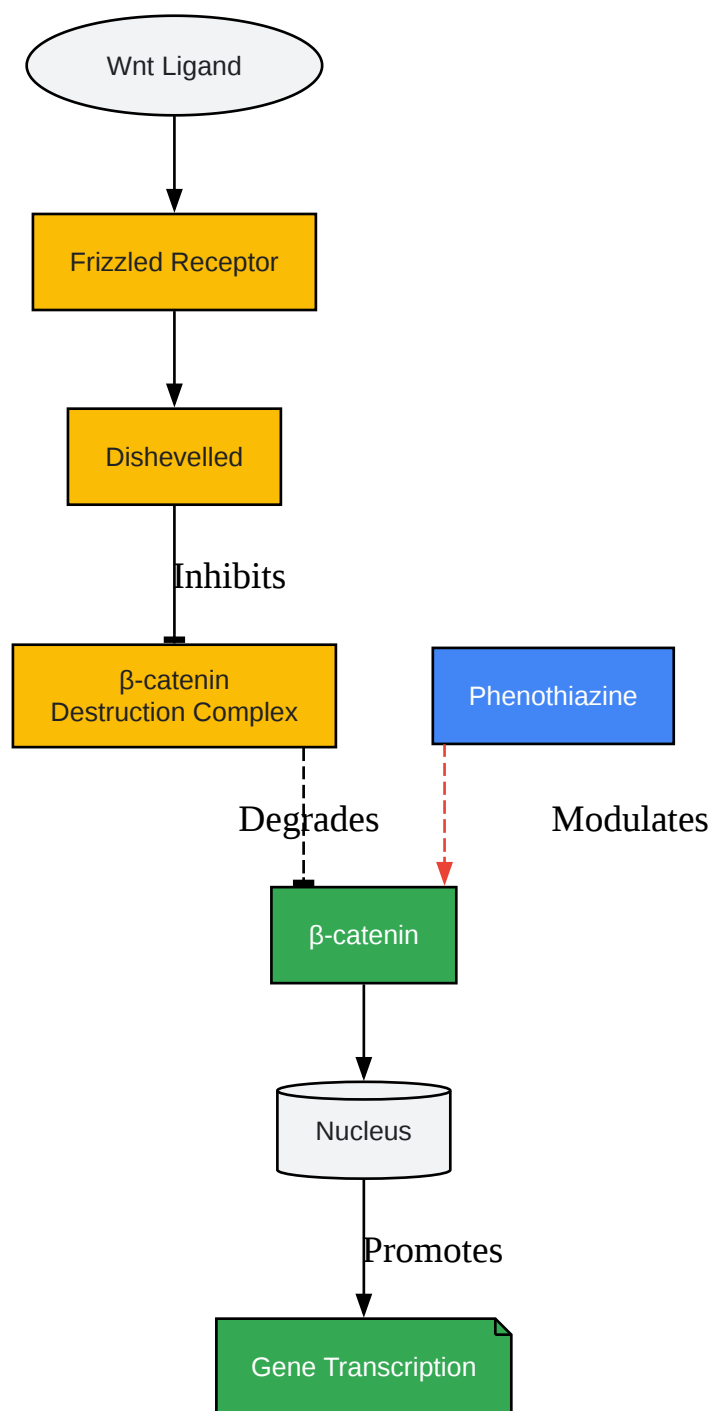 Wnt Ligand
Frizzled Receptor
Dishevelled
Inhibits
β-catenin
Destruction Complex
Phenothiazine
Degrades
Modulates
β-catenin
Nucleus
Promotes
Gene Transcription